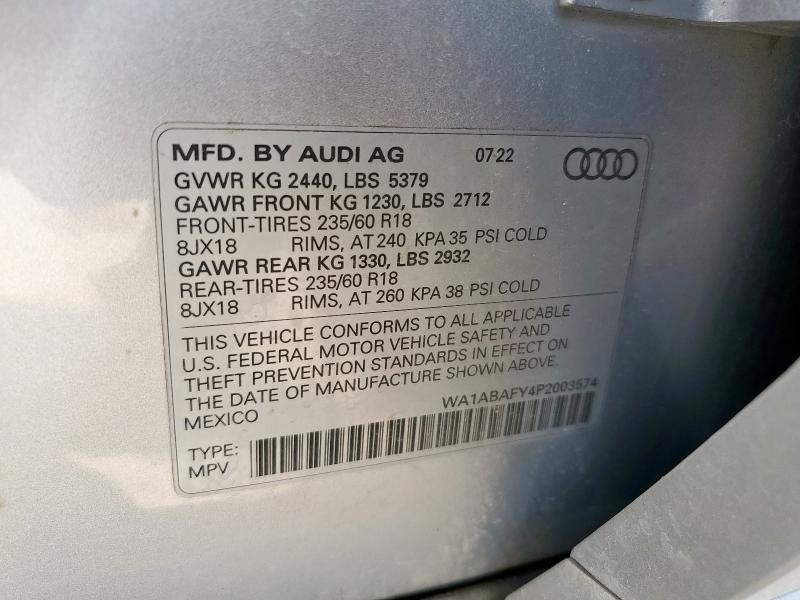 MFD. BY AUDI AG 07-22
GVWR KG 2440, LBS 5379
GAWR FRONT KG 1230, LBS 2712
FRONT-TIRES 235/60 R18
8JX18 RIMS, AT 240 KPA 35 PSI COLD
GAWR REAR KG 1330, LBS 2932
REAR-TIRES 235/60 R18
8JX18 RIMS, AT 260 KPA 38 PSI COLD
THIS VEHICLE CONFORMS TO ALL APPLICABLE
U.S. FEDERAL MOTOR VEHICLE SAFETY AND
THEFT PREVENTION STANDARDS IN EFFECT ON
THE DATE OF MANUFACTURE SHOWN ABOVE.
MEXICO WA1ABAFY4P2003574
TYPE:
MPV